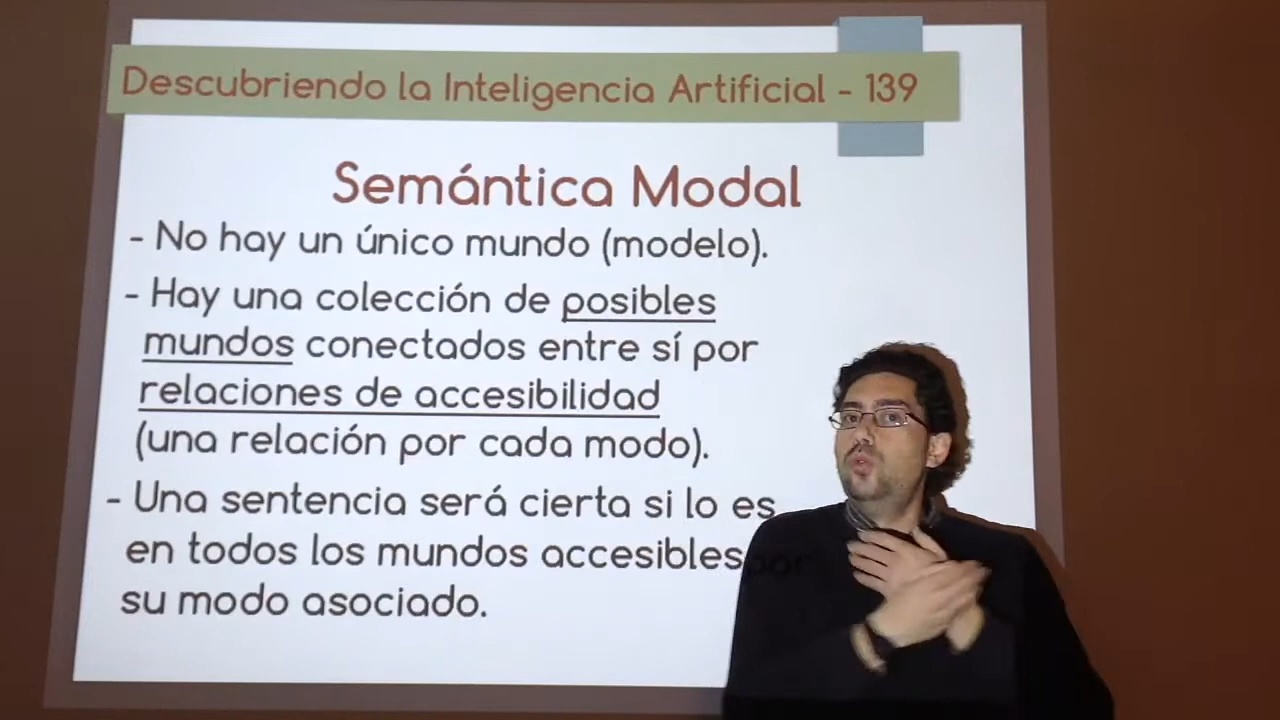 Descubriendo la Inteligencia Artificial - 139
Semántica Modal
- No hay un único mundo (modelo).
- Hay una colección de posibles
mundos conectados entre sí por
relaciones de accesibilidad
(una relación por cada modo).
- Una sentencia será cierta si lo es
en todos los mundos accesibles por
su modo asociado.